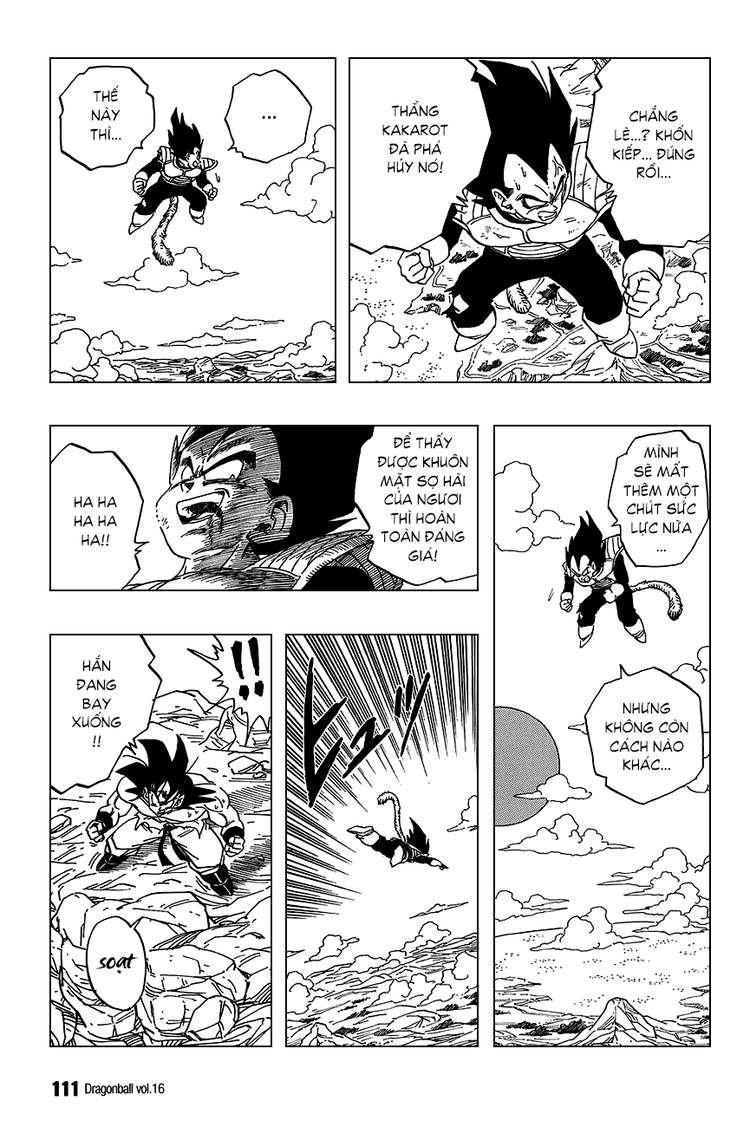 CHẲNG
LẼ...? KHỐN
KIẾP... ĐÚNG
RỒI...
THẰNG
KAKAROT
ĐÃ PHÁ
HỦY NÓ!
...
THẾ
NÀY
THÌ...
MÌNH
SẼ MẤT
THÊM MỘT
CHÚT SỨC
LỰC NỮA
...
NHƯNG
KHÔNG CÒN
CÁCH NÀO
KHÁC...
ĐỂ THẤY
ĐƯỢC KHUÔN
MẶT SỢ HÃI
CỦA NGƯƠI
THÌ HOÀN
TOÀN ĐÁNG
GIÁ!
HA HA
HA HA HA
HA!!
ヒュッ
!!
HẮN
ĐANG
BAY
XUỐNG
!!
soạt
111 Dragonball vol.16